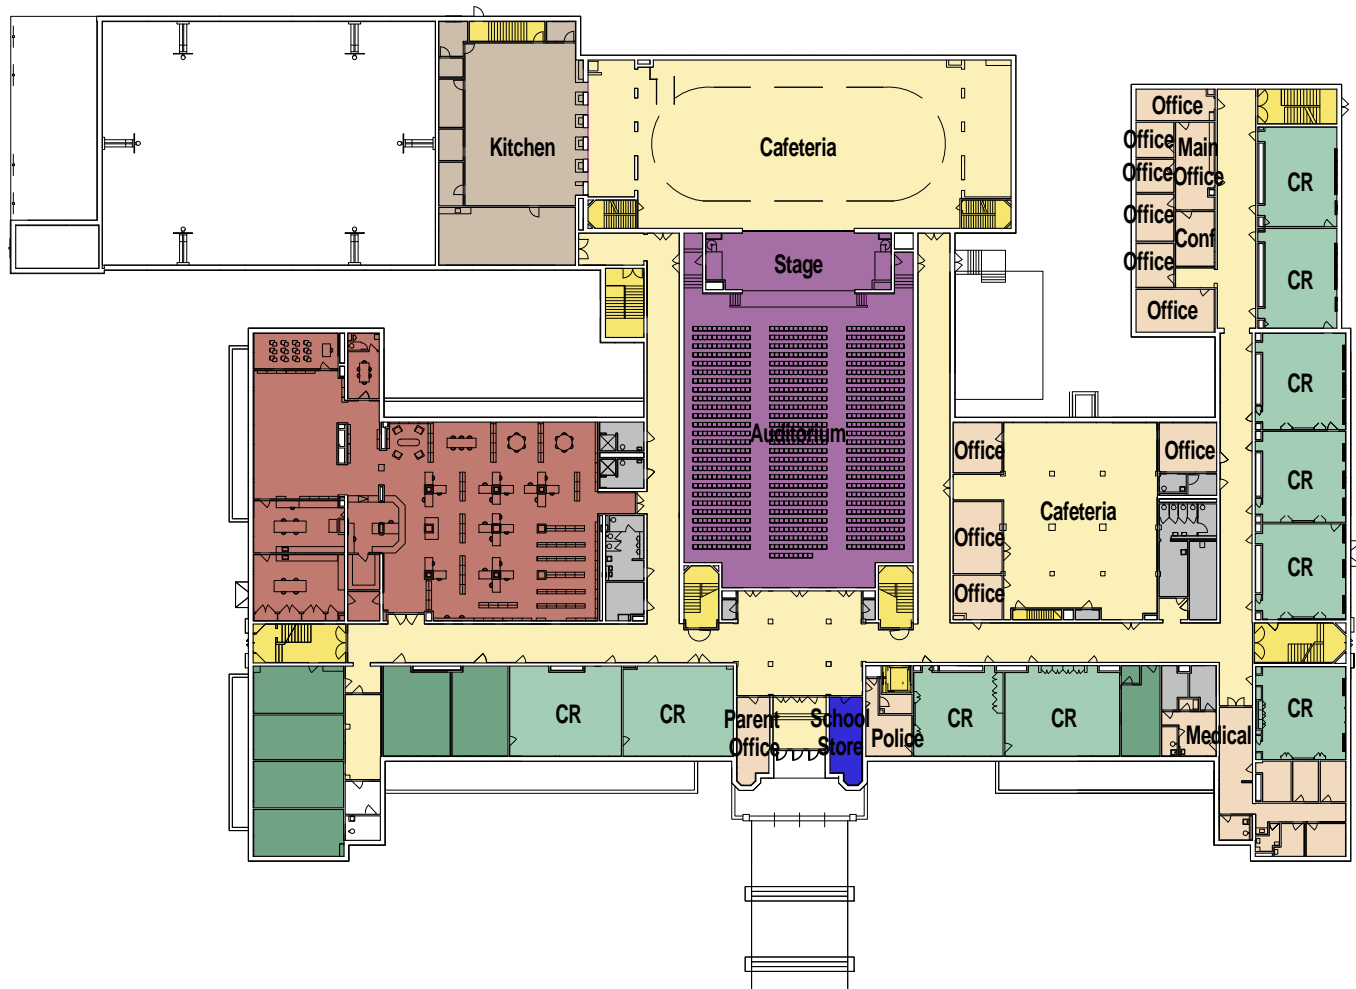 Office
Office
Main
Office
Office
Office
Conf
Office
Office
CR
CR
Kitchen
Cafeteria
Stage
Auditorium
CR
CR
CR
Office
Office
Cafeteria
Office
Office
CR
CR
Parent
Office
School
Store
Police
CR
CR
Medical
CR